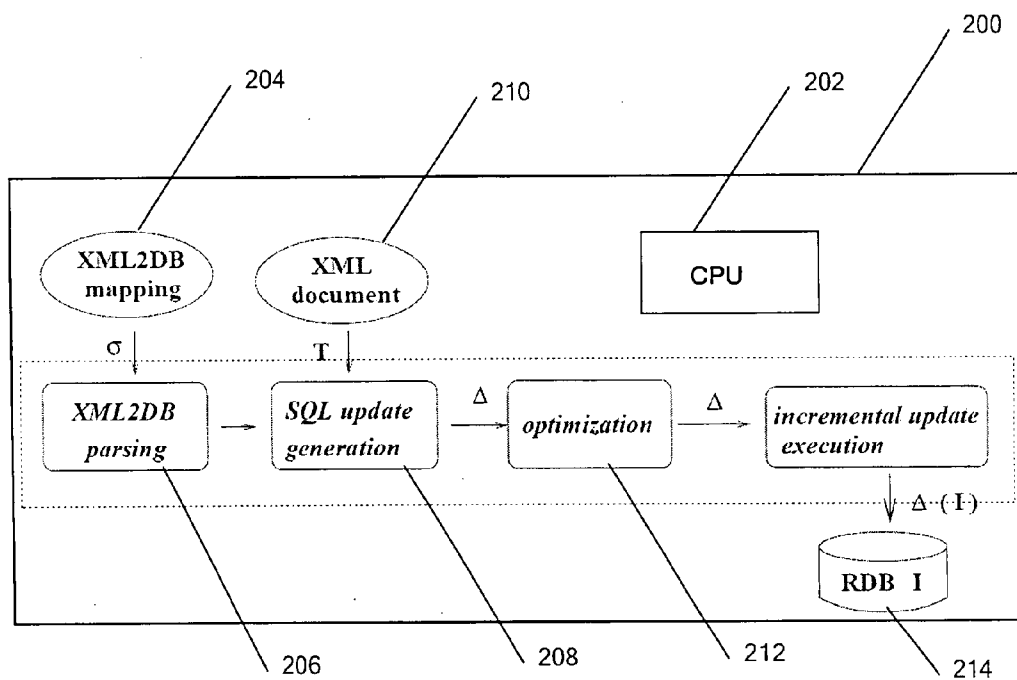 200
204
210
202
XML2DB
mapping
XML
document
CPU
σ
T
XML2DB
parsing
SQL update
generation
Δ
optimization
Δ
incremental update
execution
Δ (I)
RDB I
206
208
212
214